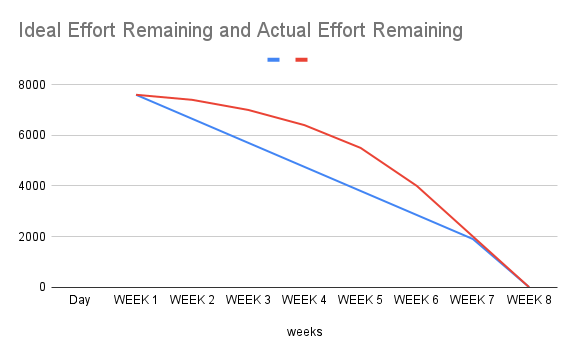 Ideal Effort Remaining and Actual Effort Remaining
8000
6000
4000
2000
0
Day WEEK 1 WEEK 2 WEEK 3 WEEK 4 WEEK 5 WEEK 6 WEEK 7 WEEK 8
weeks